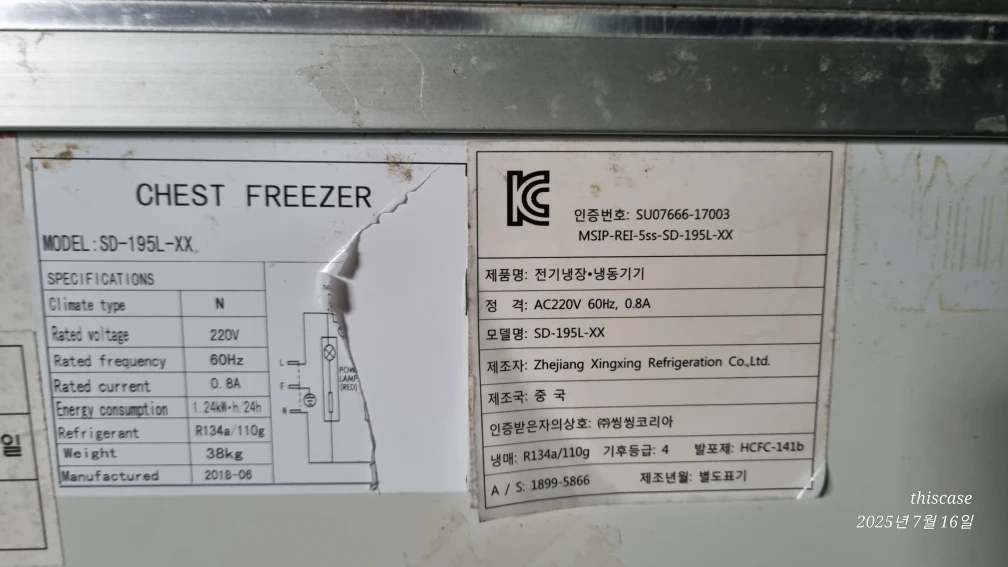 CHEST FREEZER
MODEL:SD-195L-XX
SPECIFICATIONS
Climate type N
Rated voltage 220V
Rated frequency 60Hz
Rated current 0.8A
Energy consumption 1.24kW·h/24h
Refrigerant R134a/110g
Weight 38kg
Manufactured 2018-06
L
F
N
LAMP
(RED)
일
KC
인증번호: SU07666-17003
MSIP-REI-5ss-SD-195L-XX
제품명: 전기냉장•냉동기기
정 격: AC220V 60Hz, 0.8A
모델명: SD-195L-XX
제조자: Zhejiang Xingxing Refrigeration Co.,Ltd.
제조국: 중 국
인증받은자의상호: ㈜씽씽코리아
냉매: R134a/110g 기후등급: 4 발포제: HCFC-141b
A / S: 1899-5866 제조년월: 별도표기
thiscase
2025년 7월 16일